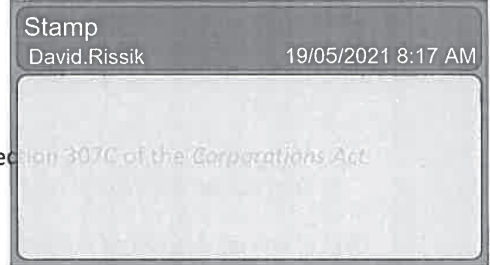 Stamp
David.Rissik 19/05/2021 8:17 AM
ection 307C of the Corporations Act